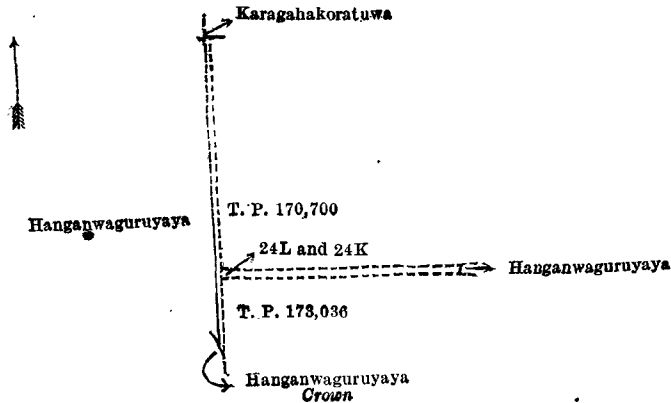 Karagahakoratuwa
T. P. 170,700
Hanganwaguruyaya
24L and 24K
Hanganwaguruyaya
T. P. 173,036
Hanganwaguruyaya
Crown